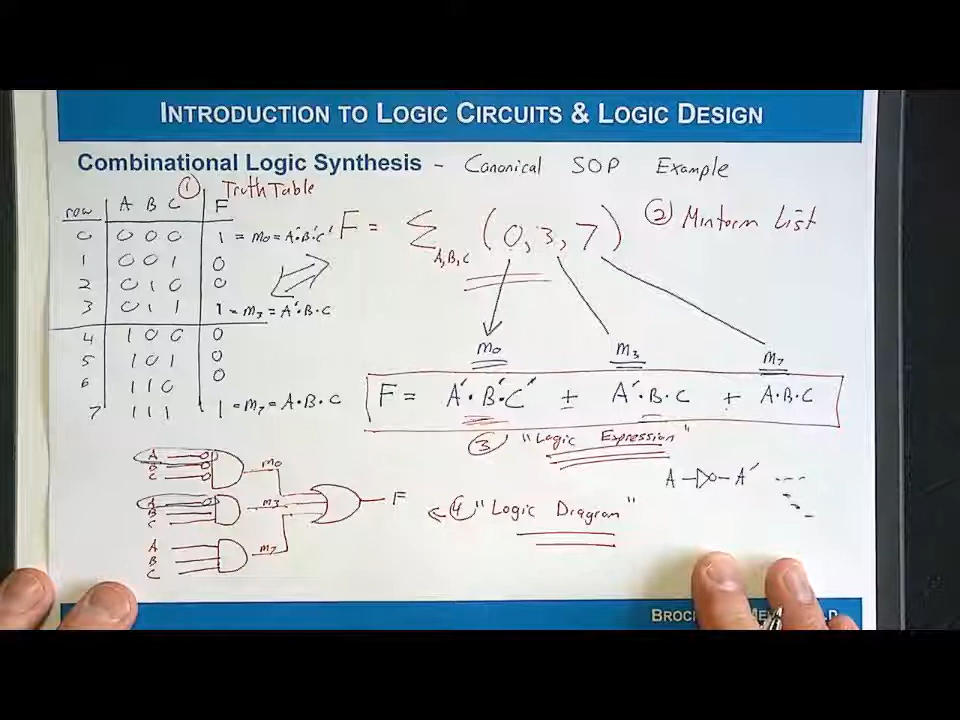 INTRODUCTION TO LOGIC CIRCUITS & LOGIC DESIGN
Combinational Logic Synthesis - Canonical SOP Example
① Truth Table
row A B C F
0 0 0 0 1 = m0 = A'·B'·C'
1 0 0 1 0
2 0 1 0 0
3 0 1 1 1 = m3 = A'·B·C
4 1 0 0 0
5 1 0 1 0
6 1 1 0 0
7 1 1 1 1 = m7 = A·B·C
F = Σ A,B,C (0, 3, 7) ② Minterm List
m0 m3 m7
F = A'·B'·C' + A'·B·C + A·B·C
③ "Logic Expression"
A A'
A
B
C
m0
A
B
C
m3
A
B
C
m7
F
④ "Logic Diagram"